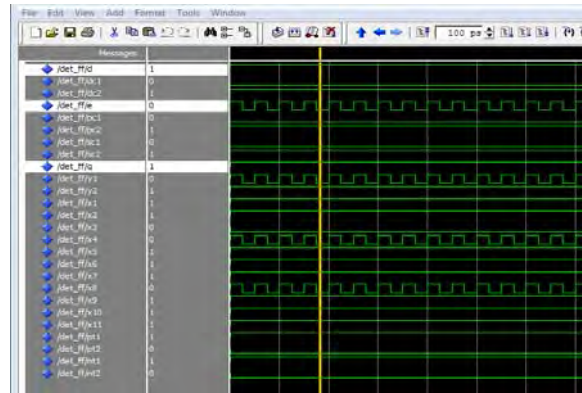 File Edit View Add Format Tools Window
100 ps
Messages
/det_ff/d 1
/det_ff/dc1 0
/det_ff/dc2 1
/det_ff/e 0
/det_ff/pc1 0
/det_ff/pc2 1
/det_ff/sc1 0
/det_ff/sc2 1
/det_ff/q 1
/det_ff/y1 0
/det_ff/y2 1
/det_ff/x1 1
/det_ff/x2 1
/det_ff/x3 0
/det_ff/x4 0
/det_ff/x5 1
/det_ff/x6 1
/det_ff/x7 1
/det_ff/x8 0
/det_ff/x9 1
/det_ff/x10 1
/det_ff/x11 1
/det_ff/pt1 1
/det_ff/pt2 0
/det_ff/nt1 1
/det_ff/nt2 0